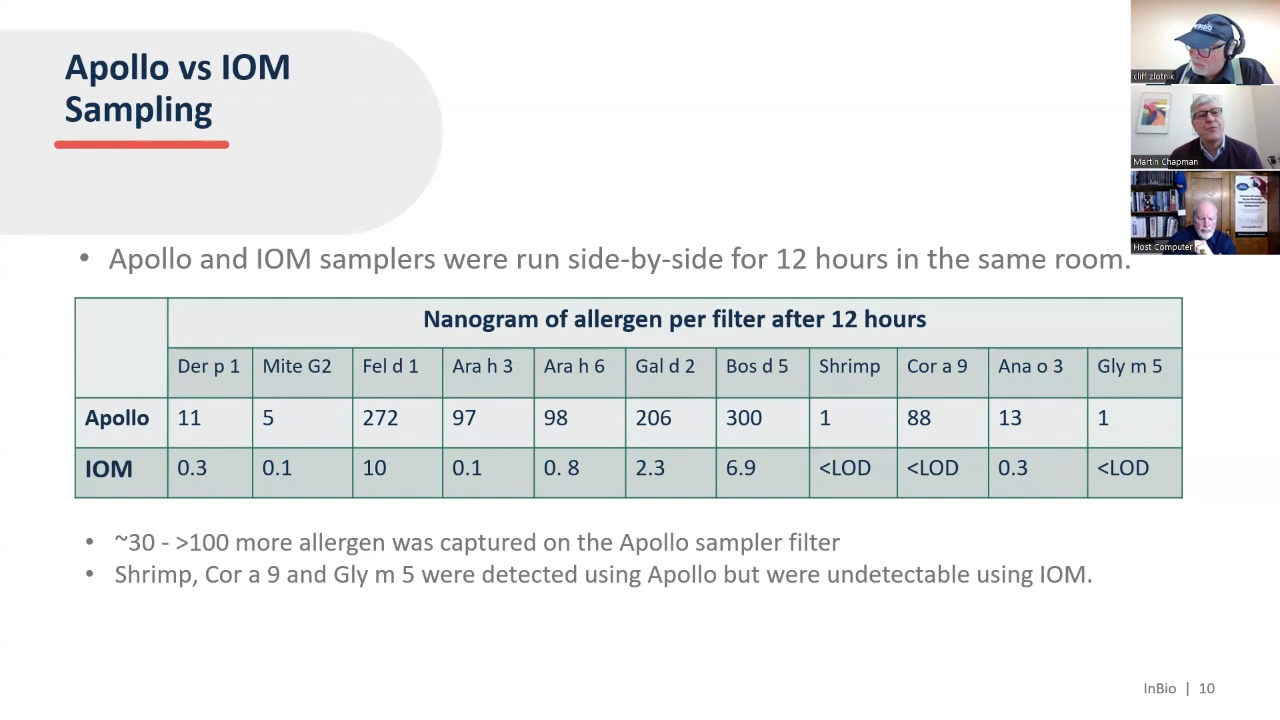 Apollo vs IOM
Sampling
cliff zlotnik
Martin Chapman
Host Computer
• Apollo and IOM samplers were run side-by-side for 12 hours in the same room.
Nanogram of allergen per filter after 12 hours
Der p 1 Mite G2 Fel d 1 Ara h 3 Ara h 6 Gal d 2 Bos d 5 Shrimp Cor a 9 Ana o 3 Gly m 5
Apollo 11 5 272 97 98 206 300 1 88 13 1
IOM 0.3 0.1 10 0.1 0. 8 2.3 6.9 <LOD <LOD 0.3 <LOD
• ~30 - >100 more allergen was captured on the Apollo sampler filter
• Shrimp, Cor a 9 and Gly m 5 were detected using Apollo but were undetectable using IOM.
InBio | 10